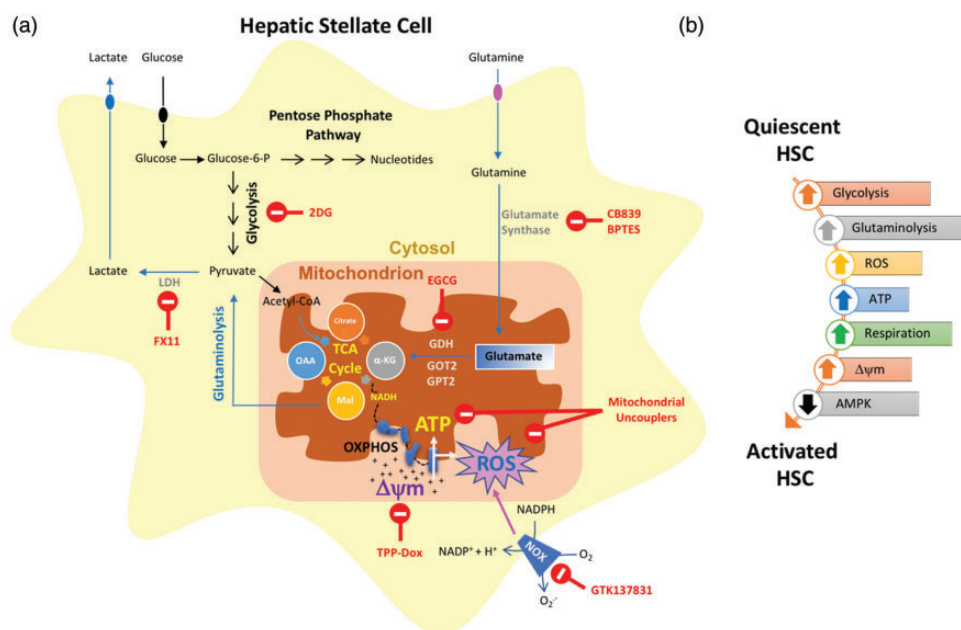 (a)
Hepatic Stellate Cell
(b)
Lactate
Glucose
Glutamine
Pentose Phosphate
Pathway
Glucose
Glucose-6-P
Nucleotides
Glutamine
Glycolysis
2DG
Glutamate
Synthase
CB839
BPTES
Cytosol
Mitochondrion
Lactate
LDH
Pyruvate
FX11
Acetyl-CoA
EGCG
Citrate
TCA
Cycle
OAA
α-KG
Mal
NADH
GDH
GOT2
GPT2
Glutamate
Glutaminolysis
OXPHOS
ATP
ROS
Mitochondrial
Uncouplers
Δψm
TPP-Dox
NADPH
NADP⁺ + H⁺
NOX
O₂
O₂·⁻
GTK137831
Quiescent
HSC
Glycolysis
Glutaminolysis
ROS
ATP
Respiration
Δψm
AMPK
Activated
HSC